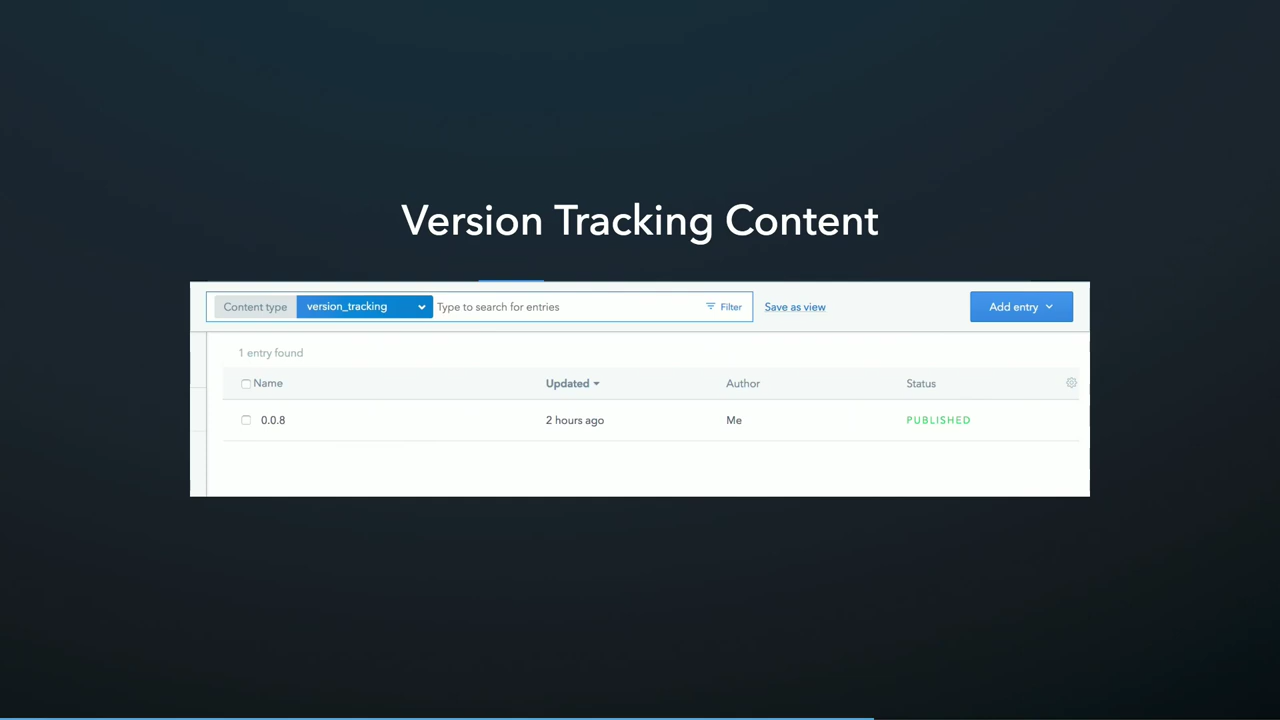 Version Tracking Content
Content type version_tracking Type to search for entries Filter Save as view Add entry
1 entry found
Name Updated Author Status
0.0.8 2 hours ago Me PUBLISHED